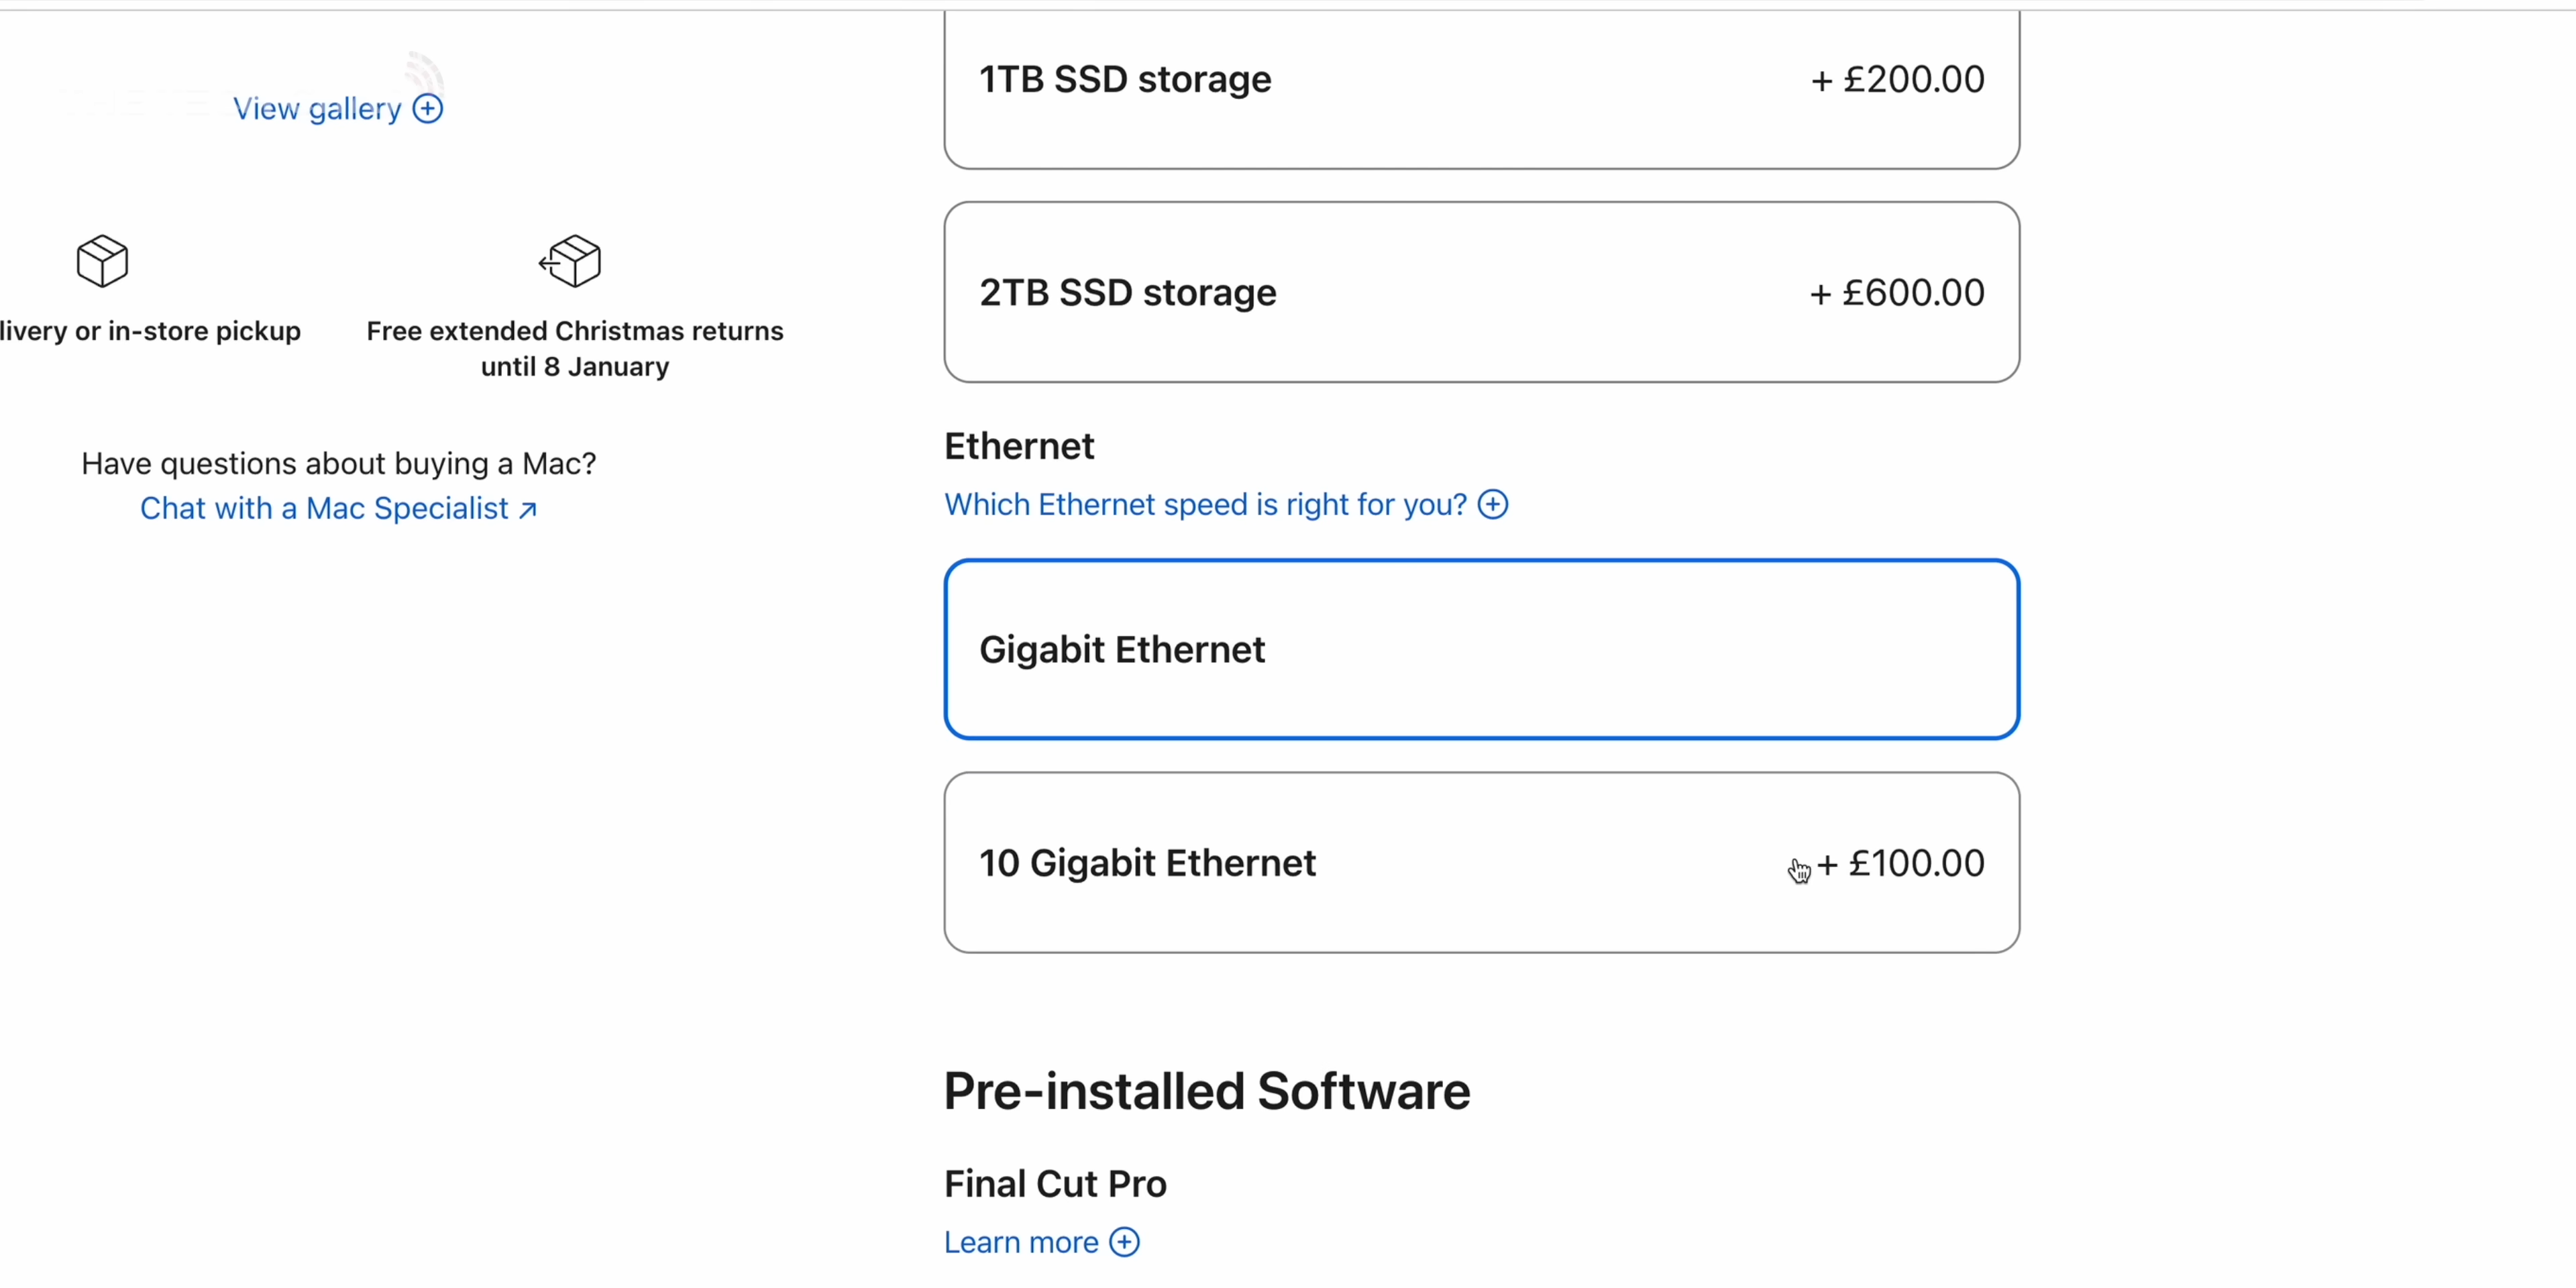 View gallery
livery or in-store pickup
Free extended Christmas returns
until 8 January
Have questions about buying a Mac?
Chat with a Mac Specialist ↗
1TB SSD storage + £200.00
2TB SSD storage + £600.00
Ethernet
Which Ethernet speed is right for you?
Gigabit Ethernet
10 Gigabit Ethernet + £100.00
Pre-installed Software
Final Cut Pro
Learn more